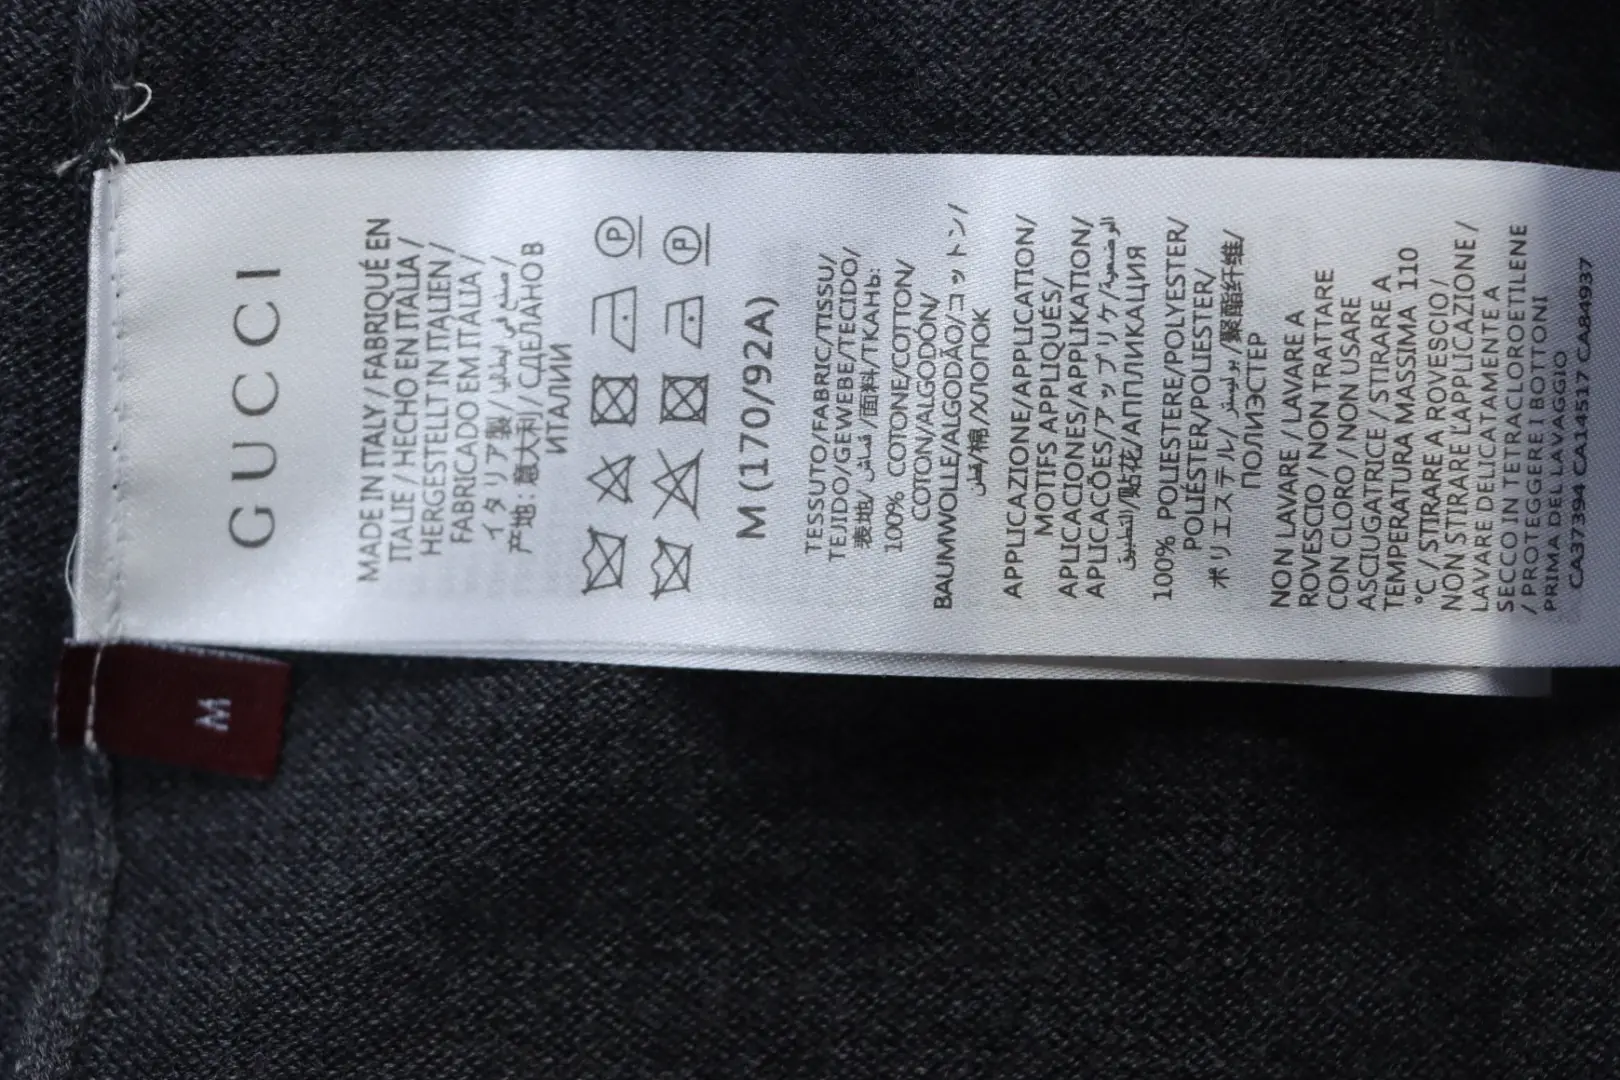 GUCCI
MADE IN ITALY / FABRIQUÉ EN
ITALIE / HECHO EN ITALIA /
HERGESTELLT IN ITALIEN /
FABRICADO EM ITALIA /
イタリア製 / صنع في إيطاليا /
产地: 意大利 / СДЕЛАНО В
ИТАЛИИ
P
P
M (170/92A)
TESSUTO/FABRIC/TISSU/
TEJIDO/GEWEBE/TECIDO/
表地/ قماش /面料/ТКАНЬ:
100% COTONE/COTTON/
COTON/ALGODÓN/
BAUMWOLLE/ALGODÃO/コットン/
قطن/棉/ХЛОПОК
APPLICAZIONE/APPLICATION/
MOTIFS APPLIQUÉS/
APLICACIONES/APPLIKATION/
APLICACÕES/アップリケ/
/贴花/АППЛИКАЦИЯ
100% POLIESTERE/POLYESTER/
POLIÉSTER/POLIESTER/
ポリエステル/ بوليستر /聚酯纤维/
ПОЛИЭСТЕР
NON LAVARE / LAVARE A
ROVESCIO / NON TRATTARE
CON CLORO / NON USARE
ASCIUGATRICE / STIRARE A
TEMPERATURA MASSIMA 110
°C / STIRARE A ROVESCIO /
NON STIRARE L'APPLICAZIONE /
LAVARE DELICATAMENTE A
SECCO IN TETRACLOROETILENE
/ PROTEGGERE I BOTTONI
PRIMA DEL LAVAGGIO
CA37394 CA14517 CA84937
M